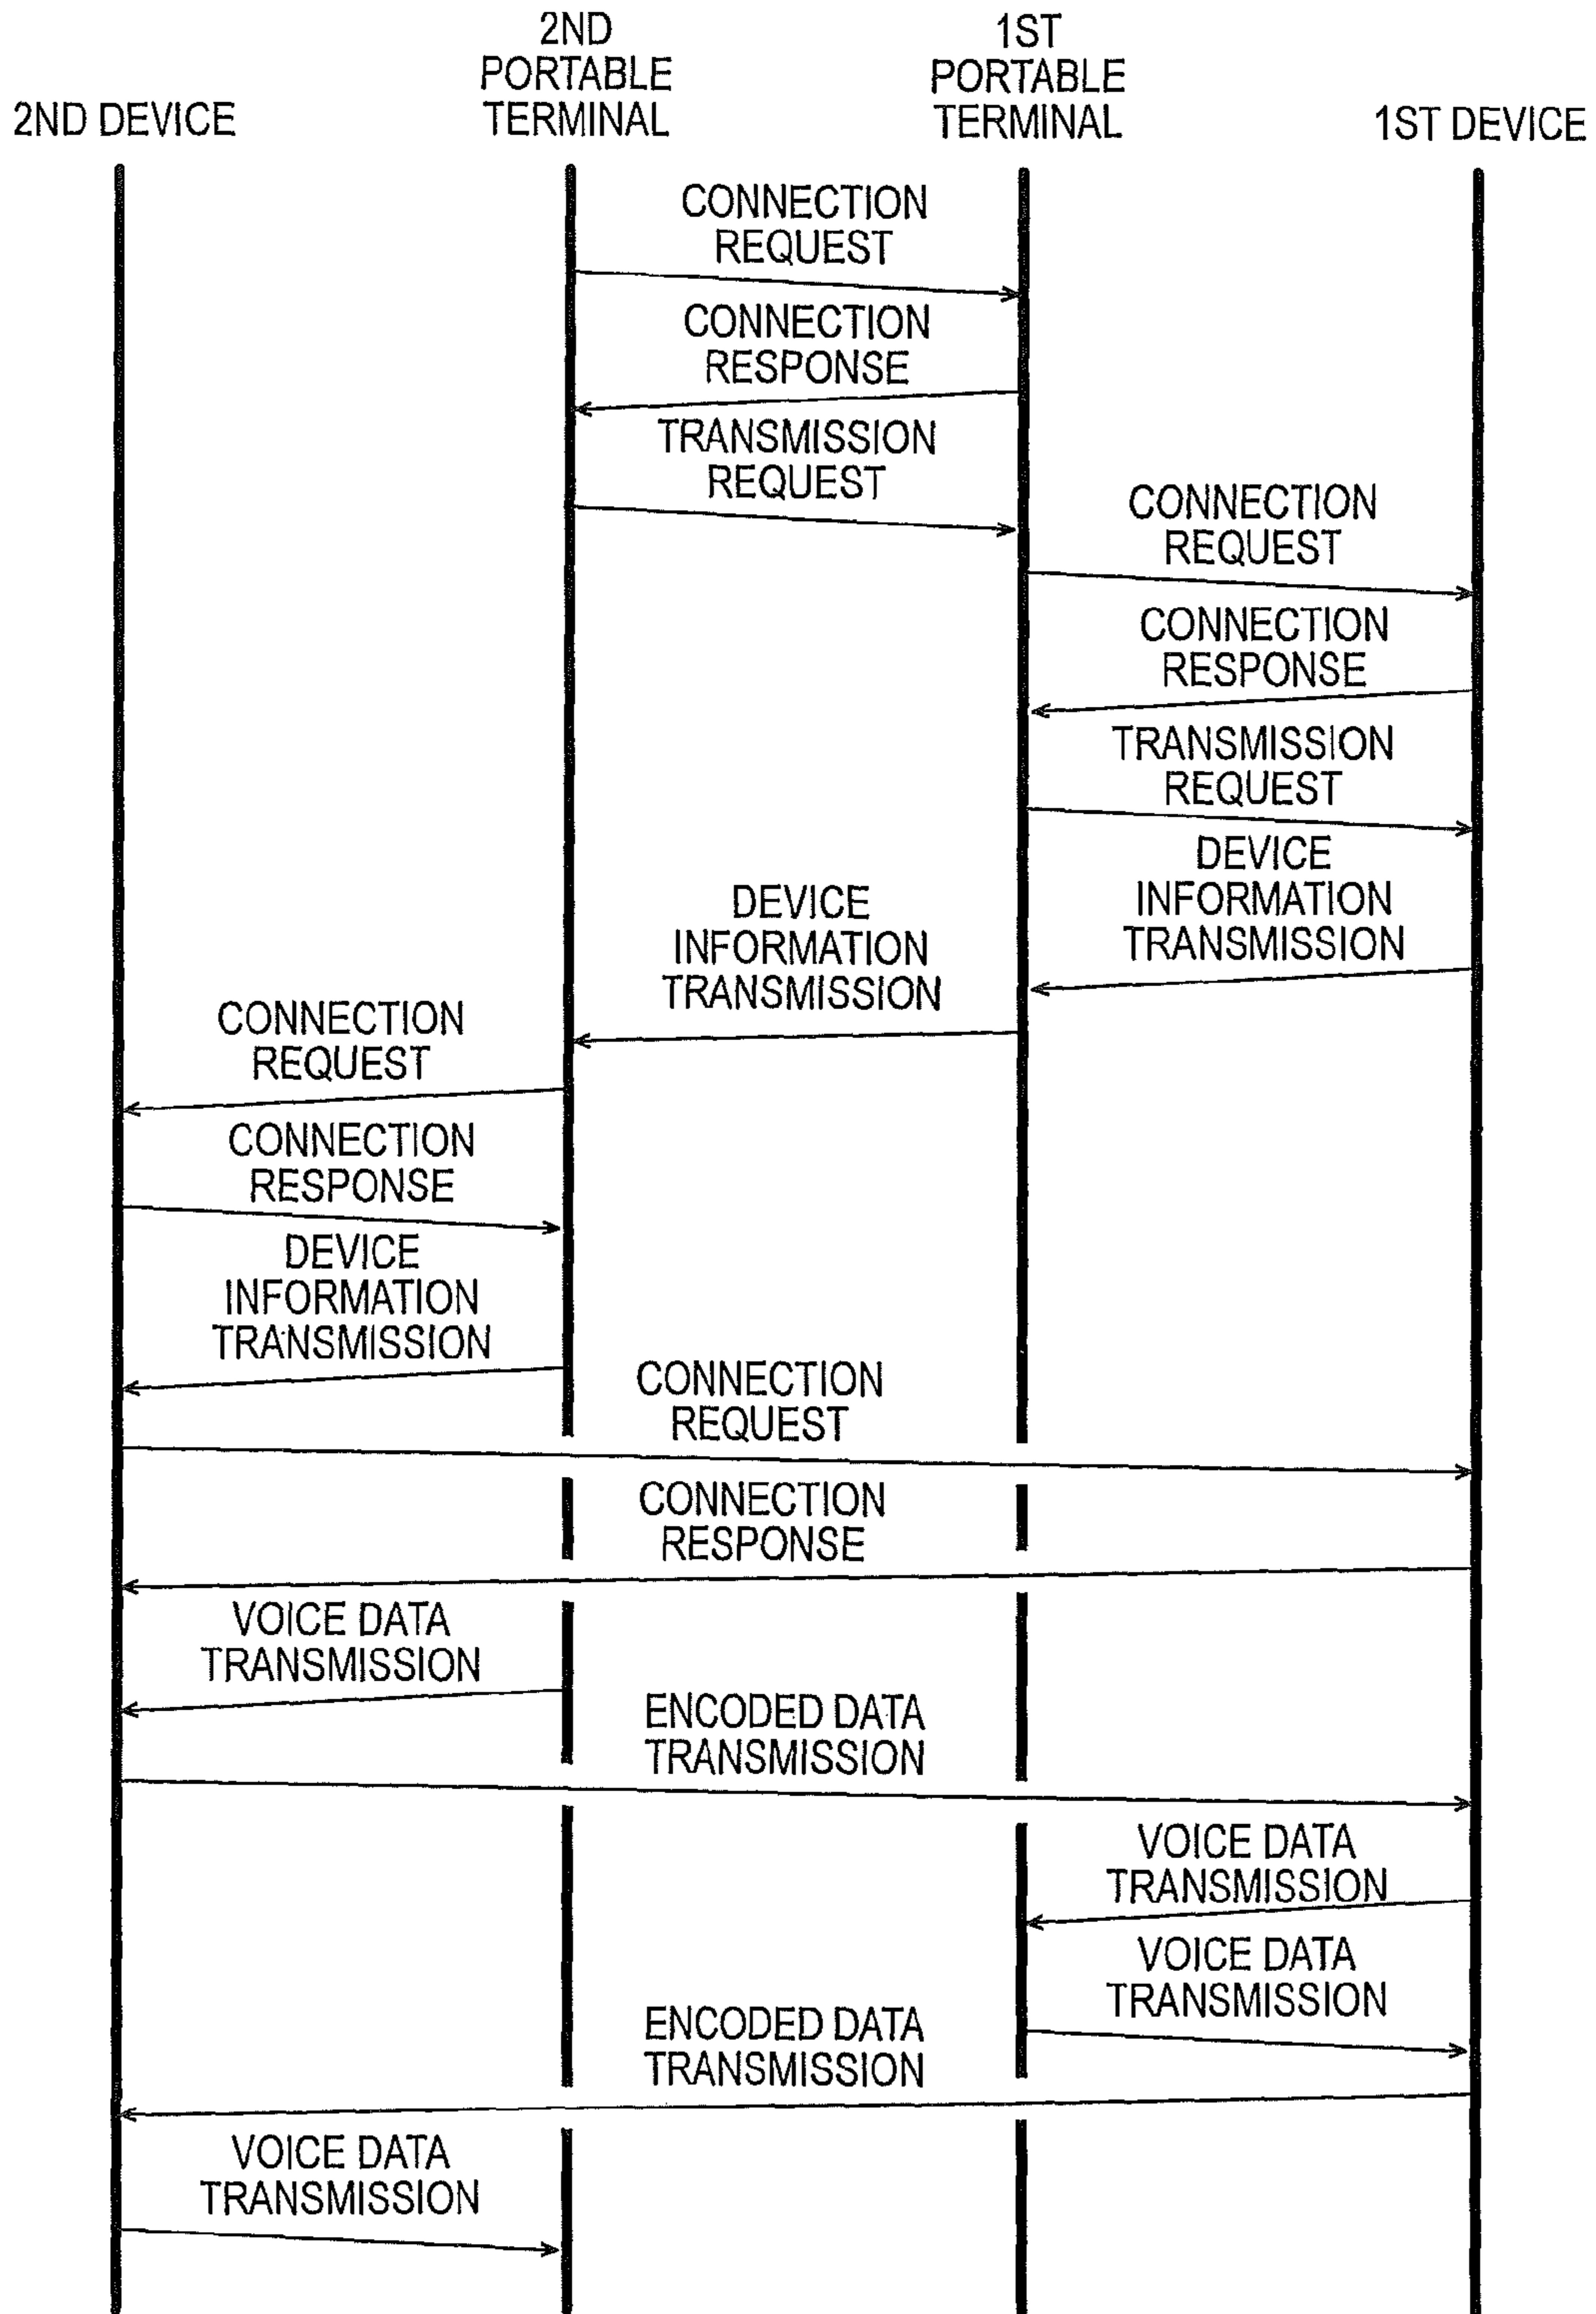 2ND
PORTABLE
TERMINAL
1ST
PORTABLE
TERMINAL
2ND DEVICE
1ST DEVICE
CONNECTION
REQUEST
CONNECTION
RESPONSE
TRANSMISSION
REQUEST
CONNECTION
REQUEST
CONNECTION
RESPONSE
TRANSMISSION
REQUEST
DEVICE
INFORMATION
TRANSMISSION
DEVICE
INFORMATION
TRANSMISSION
CONNECTION
REQUEST
CONNECTION
RESPONSE
DEVICE
INFORMATION
TRANSMISSION
CONNECTION
REQUEST
CONNECTION
RESPONSE
VOICE DATA
TRANSMISSION
ENCODED DATA
TRANSMISSION
VOICE DATA
TRANSMISSION
VOICE DATA
TRANSMISSION
ENCODED DATA
TRANSMISSION
VOICE DATA
TRANSMISSION